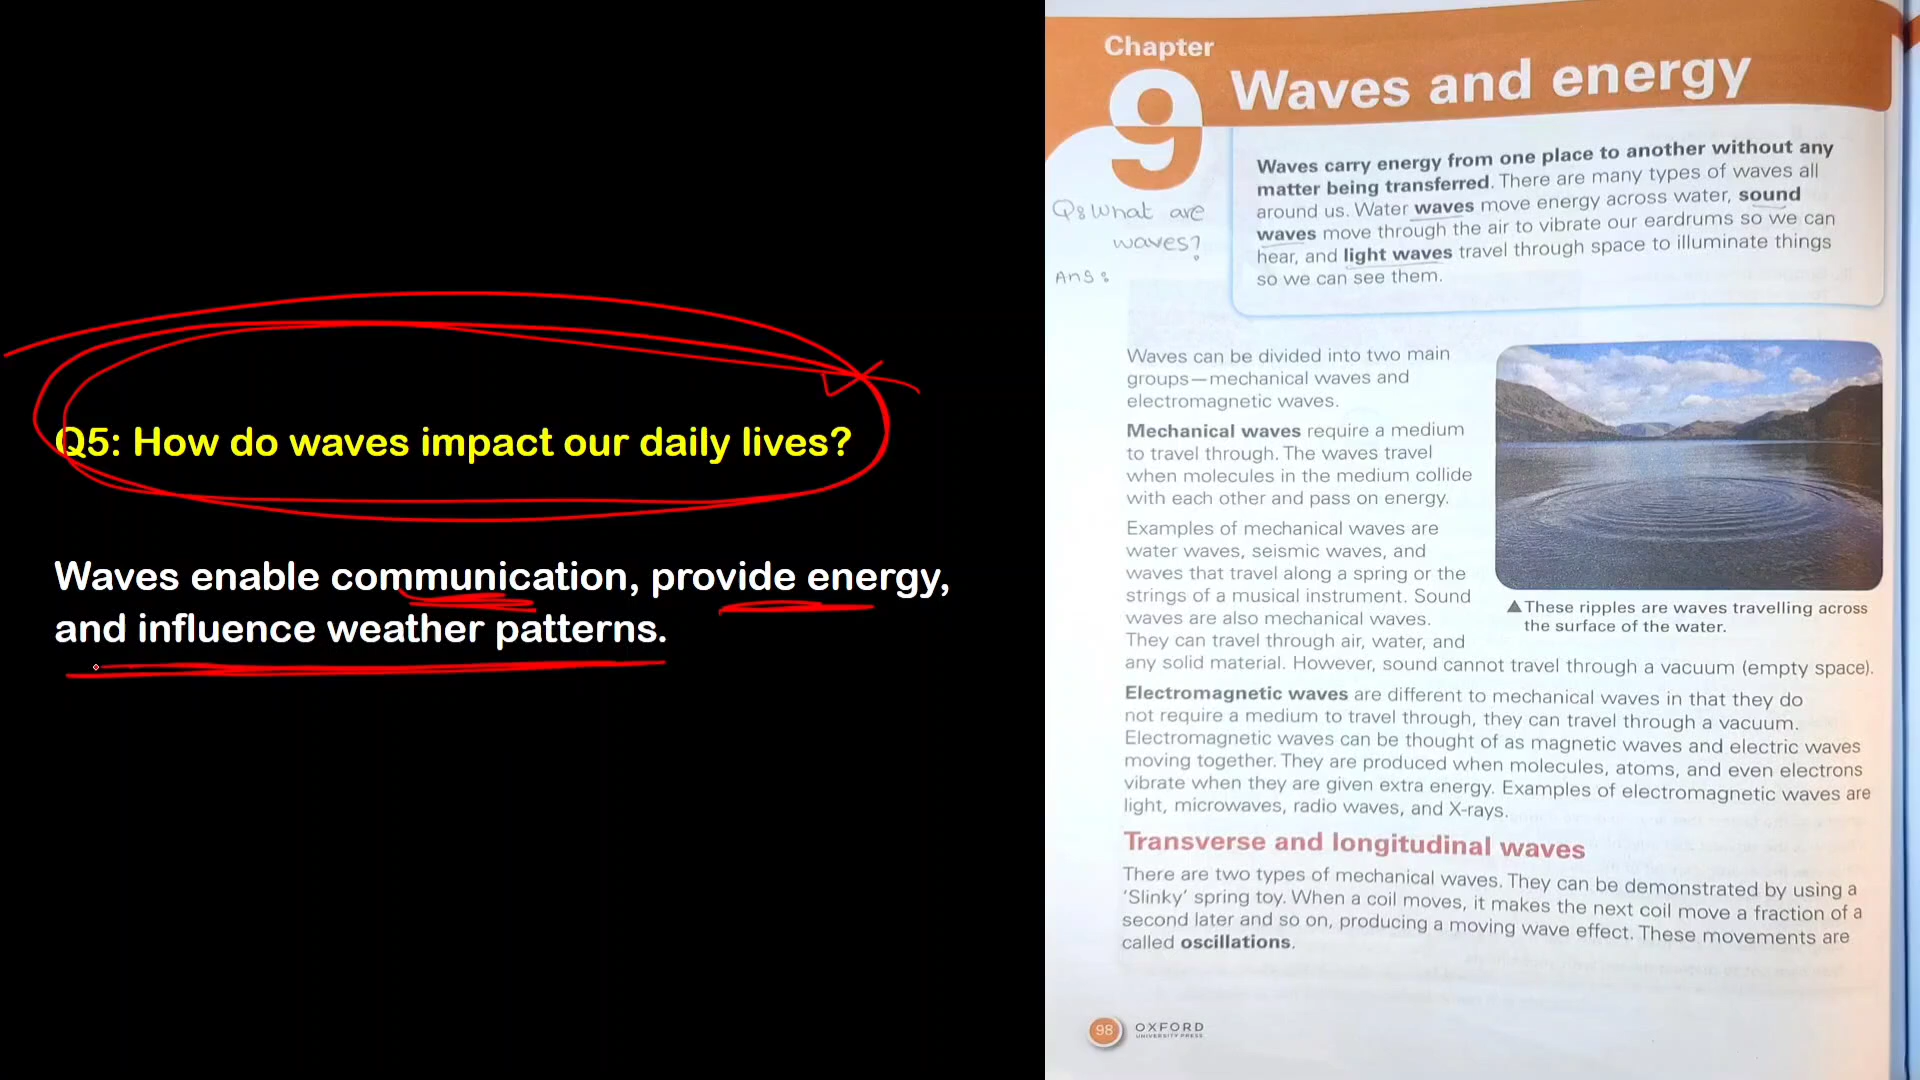 Q5: How do waves impact our daily lives?
Waves enable communication, provide energy,
and influence weather patterns.
Chapter
9 Waves and energy
Waves carry energy from one place to another without any
matter being transferred. There are many types of waves all
around us. Water waves move energy across water, sound
waves move through the air to vibrate our eardrums so we can
hear, and light waves travel through space to illuminate things
so we can see them.
Q: What are
waves?
Ans:
Waves can be divided into two main
groups—mechanical waves and
electromagnetic waves.
Mechanical waves require a medium
to travel through. The waves travel
when molecules in the medium collide
with each other and pass on energy.
Examples of mechanical waves are
water waves, seismic waves, and
waves that travel along a spring or the
strings of a musical instrument. Sound
waves are also mechanical waves.
They can travel through air, water, and
any solid material. However, sound cannot travel through a vacuum (empty space).
▲ These ripples are waves travelling across
the surface of the water.
Electromagnetic waves are different to mechanical waves in that they do
not require a medium to travel through, they can travel through a vacuum.
Electromagnetic waves can be thought of as magnetic waves and electric waves
moving together. They are produced when molecules, atoms, and even electrons
vibrate when they are given extra energy. Examples of electromagnetic waves are
light, microwaves, radio waves, and X-rays.
Transverse and longitudinal waves
There are two types of mechanical waves. They can be demonstrated by using a
‘Slinky’ spring toy. When a coil moves, it makes the next coil move a fraction of a
second later and so on, producing a moving wave effect. These movements are
called oscillations.
98
OXFORD
UNIVERSITY PRESS